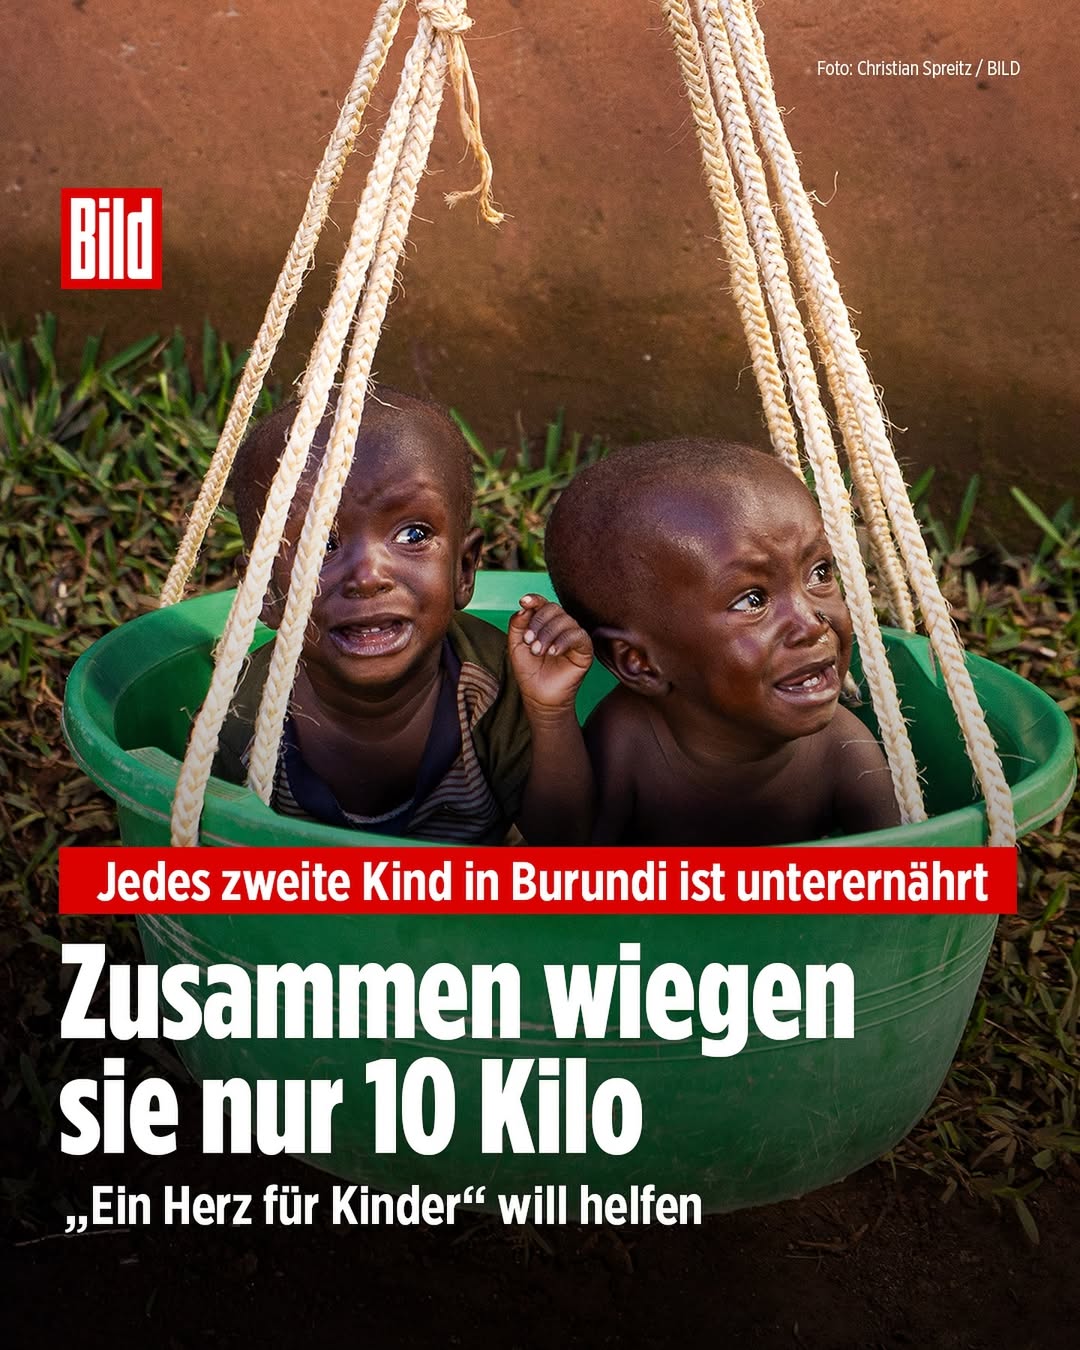 Foto: Christian Spreitz / BILD
Bild
Jedes zweite Kind in Burundi ist unterernährt
Zusammen wiegen
sie nur 10 Kilo
„Ein Herz für Kinder“ will helfen